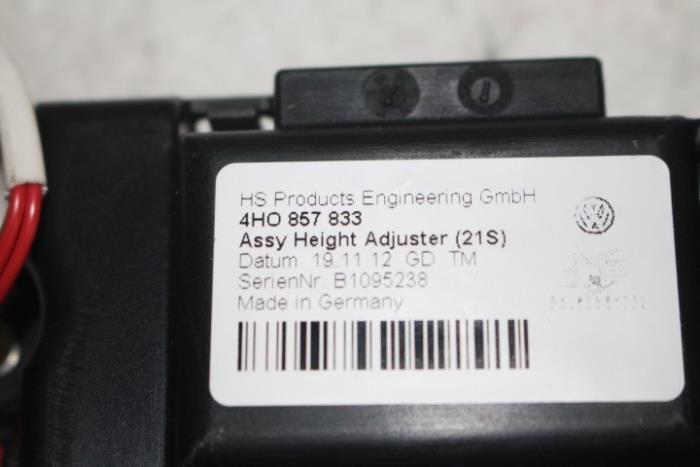 HS Products Engineering GmbH
4HO 857 833
Assy Height Adjuster (21S)
Datum: 19.11.12 GD TM
SerienNr. B1095238
Made in Germany